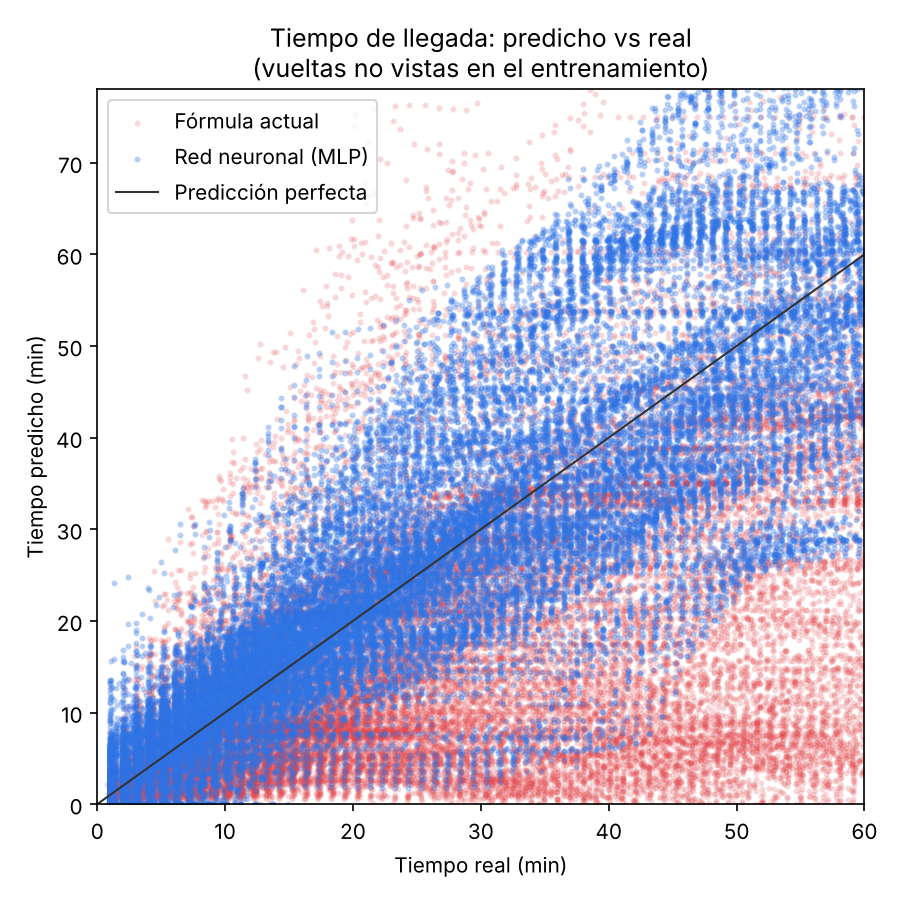 Tiempo de llegada: predicho vs real
(vueltas no vistas en el entrenamiento)
Fórmula actual
Red neuronal (MLP)
Predicción perfecta
Tiempo predicho (min)
70
60
50
40
30
20
10
0
0 10 20 30 40 50 60
Tiempo real (min)